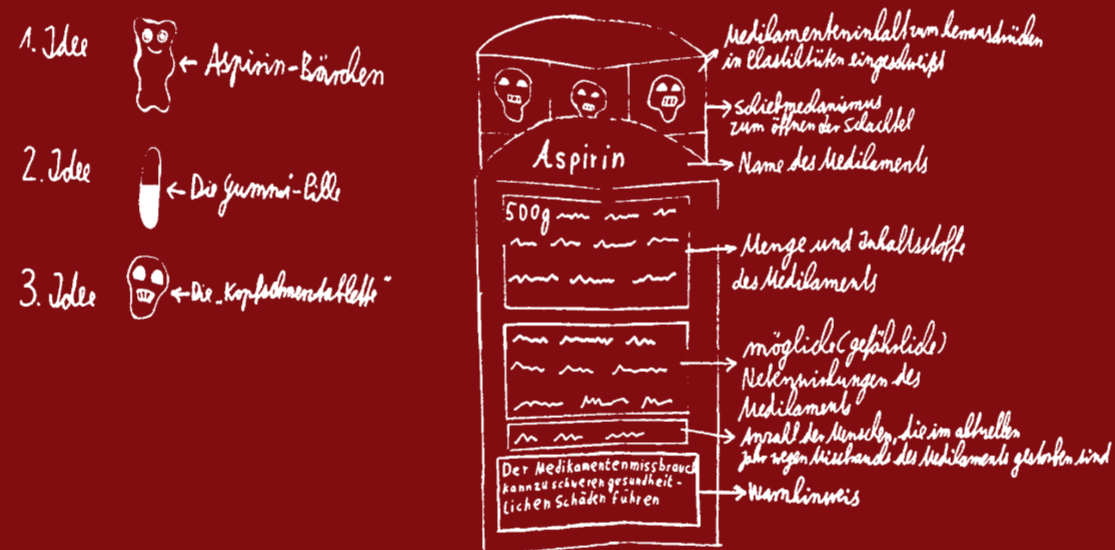 1. Idee
← Aspirin-Bärchen
2. Idee
← Die Gummi-Pille
3. Idee
← Die „Kopfschmerztablette"
Medikamenteninhalt zum herausdrücken
in Plastiktüten eingeschweißt
Schiebmechanismus
zum öffnen der Schachtel
Aspirin
Name des Medikaments
500g
Menge und Inhaltsstoffe
des Medikaments
mögliche (gefährliche)
Nebenwirkungen des
Medikaments
Anzahl der Menschen, die im aktuellen
Jahr wegen Missbrauch des Medikaments gestorben sind
Der Medikamentenmissbrauch
kann zu schweren gesundheit-
lichen Schäden führen
Warnhinweis